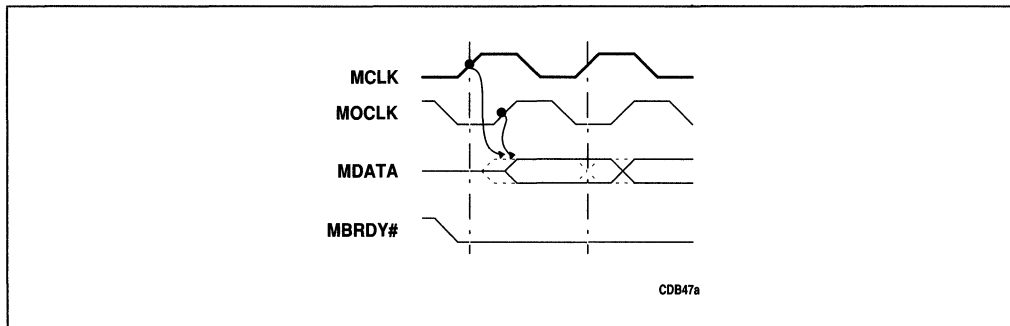 MCLK
MOCLK
MDATA
MBRDY#
CDB47a